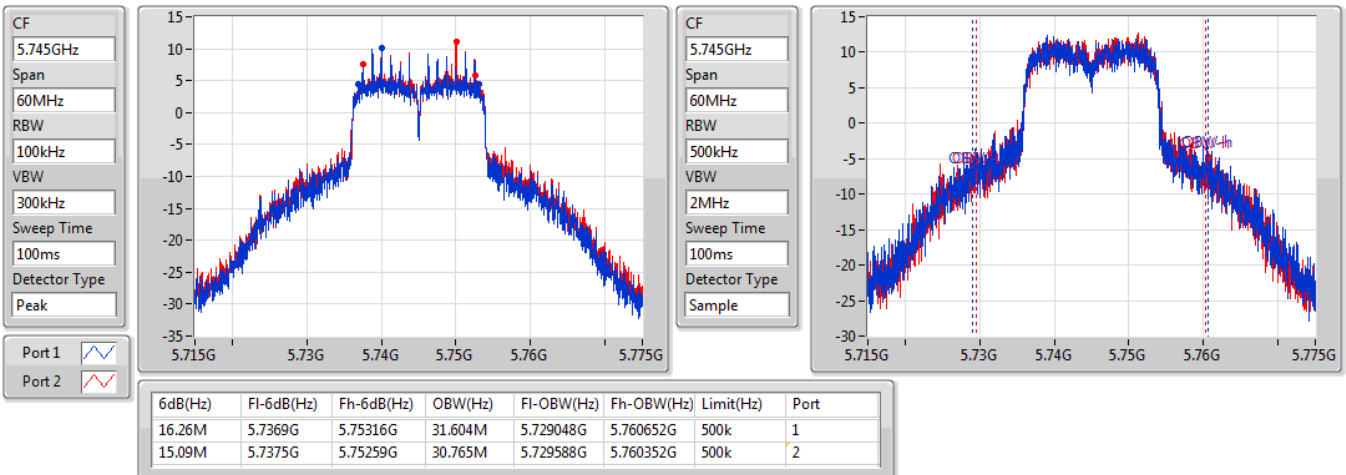 CF
5.745GHz
Span
60MHz
RBW
100kHz
VBW
300kHz
Sweep Time
100ms
Detector Type
Peak
Port 1
Port 2
15
10
5
0
-5
-10
-15
-20
-25
-30
-35
5.715G 5.73G 5.74G 5.75G 5.76G 5.775G
CF
5.745GHz
Span
60MHz
RBW
500kHz
VBW
2MHz
Sweep Time
100ms
Detector Type
Sample
15
10
5
0
-5
-10
-15
-20
-25
-30
OBW-h
5.715G 5.73G 5.74G 5.75G 5.76G 5.775G
6dB(Hz) Fl-6dB(Hz) Fh-6dB(Hz) OBW(Hz) Fl-OBW(Hz) Fh-OBW(Hz) Limit(Hz) Port
16.26M 5.7369G 5.75316G 31.604M 5.729048G 5.760652G 500k 1
15.09M 5.7375G 5.75259G 30.765M 5.729588G 5.760352G 500k 2